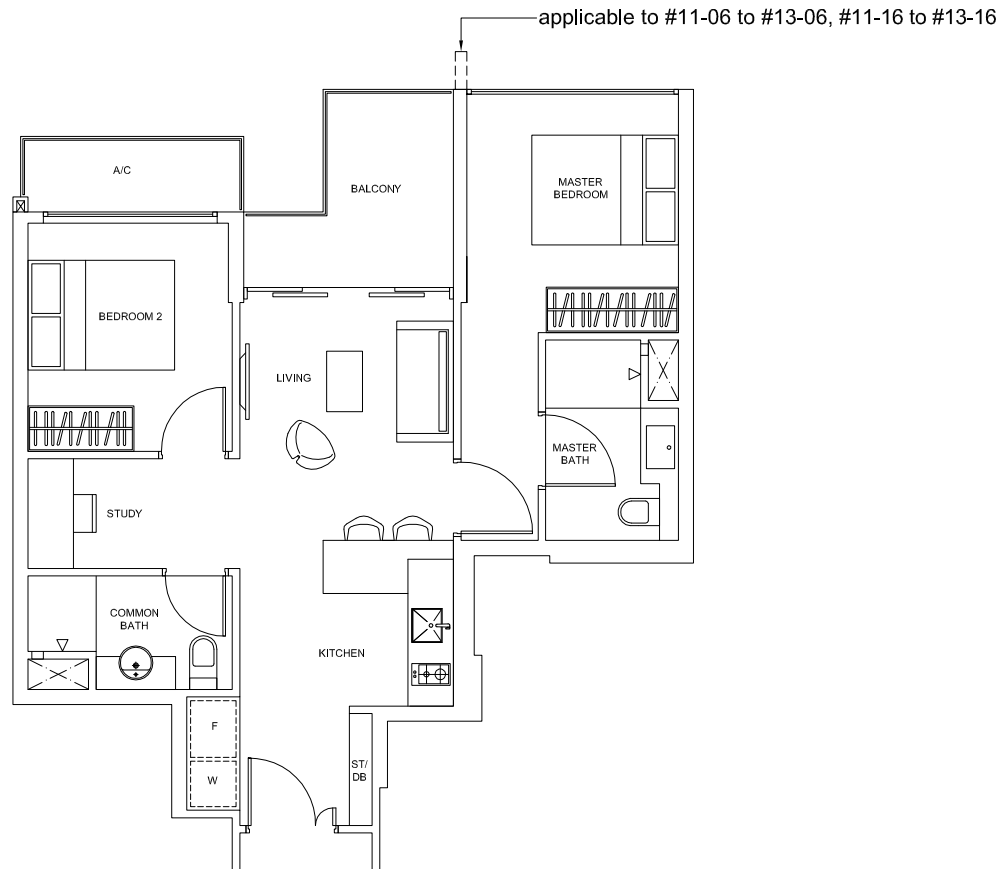 applicable to #11-06 to #13-06, #11-16 to #13-16
A/C
BALCONY
MASTER
BEDROOM
BEDROOM 2
LIVING
MASTER
BATH
STUDY
COMMON
BATH
KITCHEN
F
W
ST/
DB